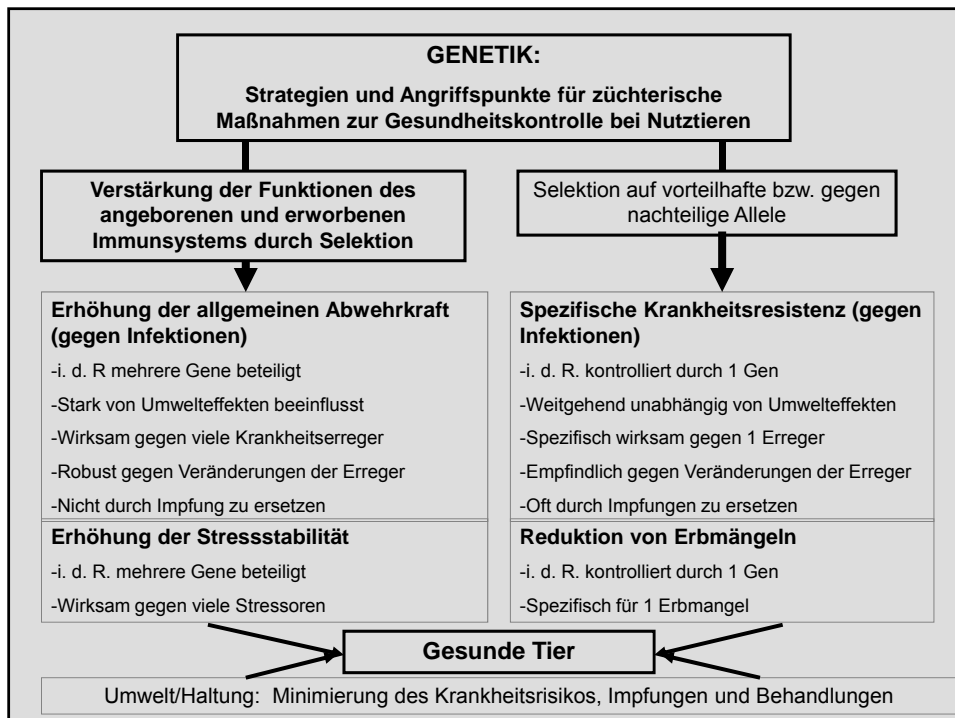 GENETIK:
Strategien und Angriffspunkte für züchterische
Maßnahmen zur Gesundheitskontrolle bei Nutztieren
Verstärkung der Funktionen des
angeborenen und erworbenen
Immunsystems durch Selektion
Selektion auf vorteilhafte bzw. gegen
nachteilige Allele
Erhöhung der allgemeinen Abwehrkraft
(gegen Infektionen)
-i. d. R mehrere Gene beteiligt
-Stark von Umwelteffekten beeinflusst
-Wirksam gegen viele Krankheitserreger
-Robust gegen Veränderungen der Erreger
-Nicht durch Impfung zu ersetzen
Erhöhung der Stressstabilität
-i. d. R. mehrere Gene beteiligt
-Wirksam gegen viele Stressoren
Spezifische Krankheitsresistenz (gegen
Infektionen)
-i. d. R. kontrolliert durch 1 Gen
-Weitgehend unabhängig von Umwelteffekten
-Spezifisch wirksam gegen 1 Erreger
-Empfindlich gegen Veränderungen der Erreger
-Oft durch Impfungen zu ersetzen
Reduktion von Erbmängeln
-i. d. R. kontrolliert durch 1 Gen
-Spezifisch für 1 Erbmangel
Gesunde Tier
Umwelt/Haltung: Minimierung des Krankheitsrisikos, Impfungen und Behandlungen